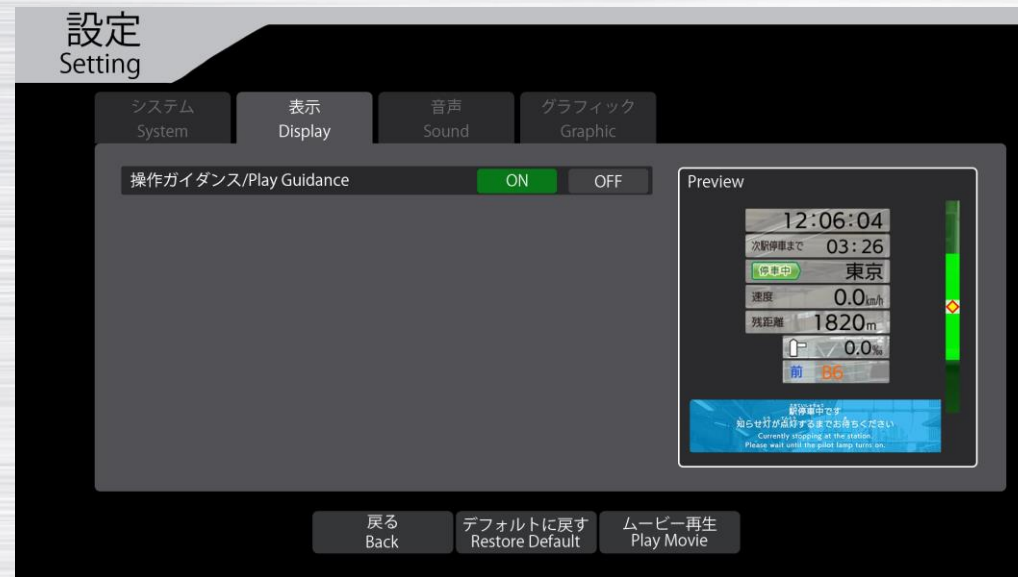 設定
Setting
システム
System
表示
Display
音声
Sound
グラフィック
Graphic
操作ガイダンス/Play Guidance
ON
OFF
Preview
12:06:04
次駅停車まで 03:26
停車中 東京
速度 0.0km/h
残距離 1820m
0.0‰
前 B6
駅停車中です
知らせ灯が点灯するまでお待ちください
Currently stopping at the station.
Please wait until the pilot lamp turns on.
戻る
Back
デフォルトに戻す
Restore Default
ムービー再生
Play Movie